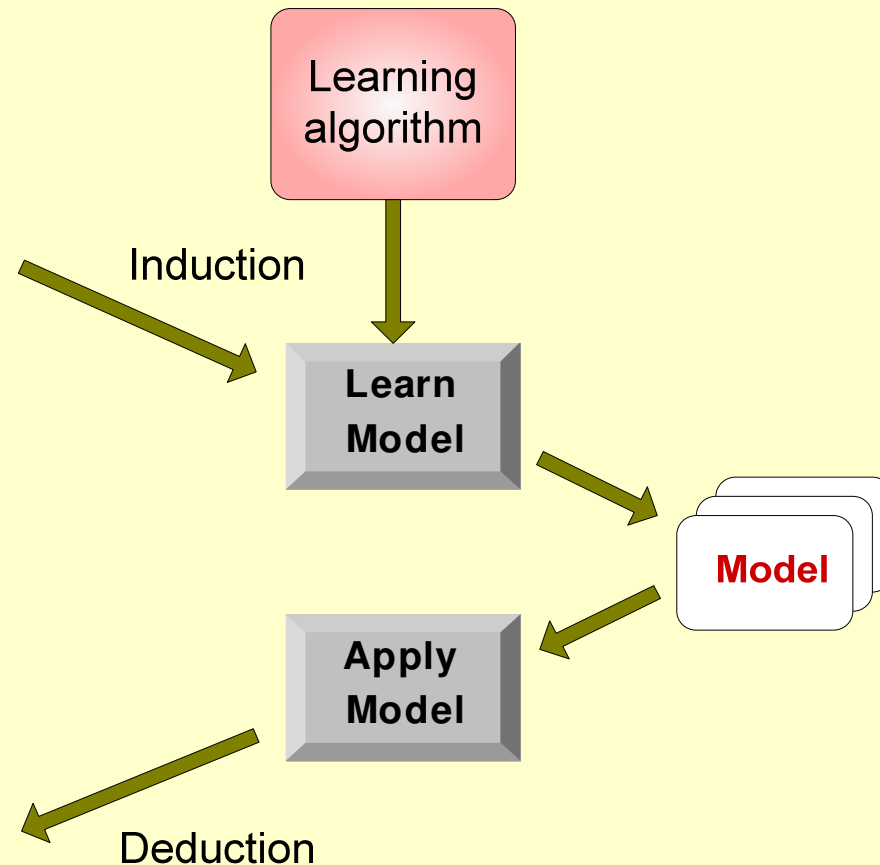 Learning
algorithm
Induction
Learn
Model
Model
Apply
Model
Deduction